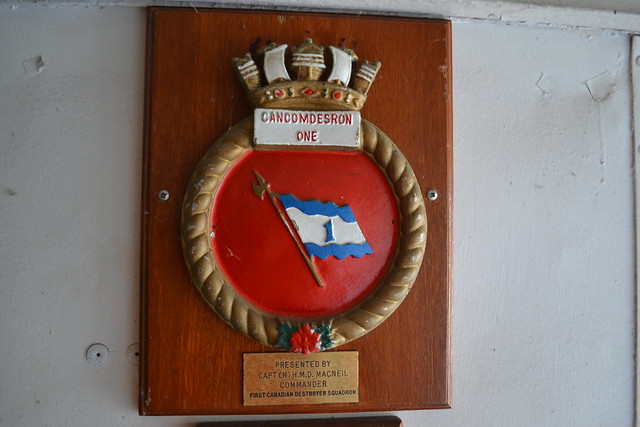 CANCOMDESRON
ONE
1
PRESENTED BY
CAPT(N) H.M.D. MACNEIL
COMMANDER
FIRST CANADIAN DESTROYER SQUADRON